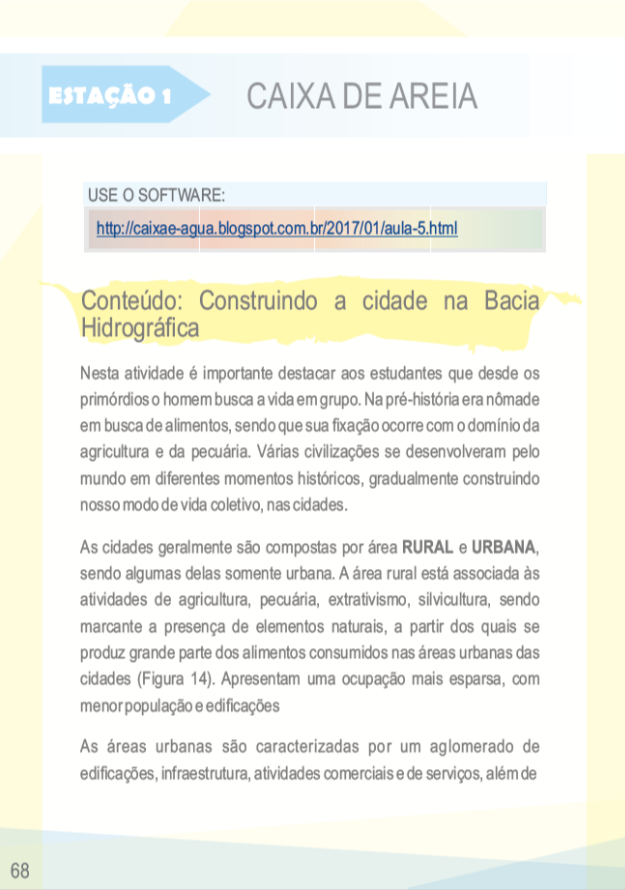 ESTAÇÃO 1
CAIXA DE AREIA
USE O SOFTWARE:
http://caixae-agua.blogspot.com.br/2017/01/aula-5.html
Conteúdo: Construindo a cidade na Bacia
Hidrográfica
Nesta atividade é importante destacar aos estudantes que desde os
primórdios o homem busca a vida em grupo. Na pré-história era nômade
em busca de alimentos, sendo que sua fixação ocorre com o domínio da
agricultura e da pecuária. Várias civilizações se desenvolveram pelo
mundo em diferentes momentos históricos, gradualmente construindo
nosso modo de vida coletivo, nas cidades.
As cidades geralmente são compostas por área RURAL e URBANA,
sendo algumas delas somente urbana. A área rural está associada às
atividades de agricultura, pecuária, extrativismo, silvicultura, sendo
marcante a presença de elementos naturais, a partir dos quais se
produz grande parte dos alimentos consumidos nas áreas urbanas das
cidades (Figura 14). Apresentam uma ocupação mais esparsa, com
menor população e edificações
As áreas urbanas são caracterizadas por um aglomerado de
edificações, infraestrutura, atividades comerciais e de serviços, além de
68